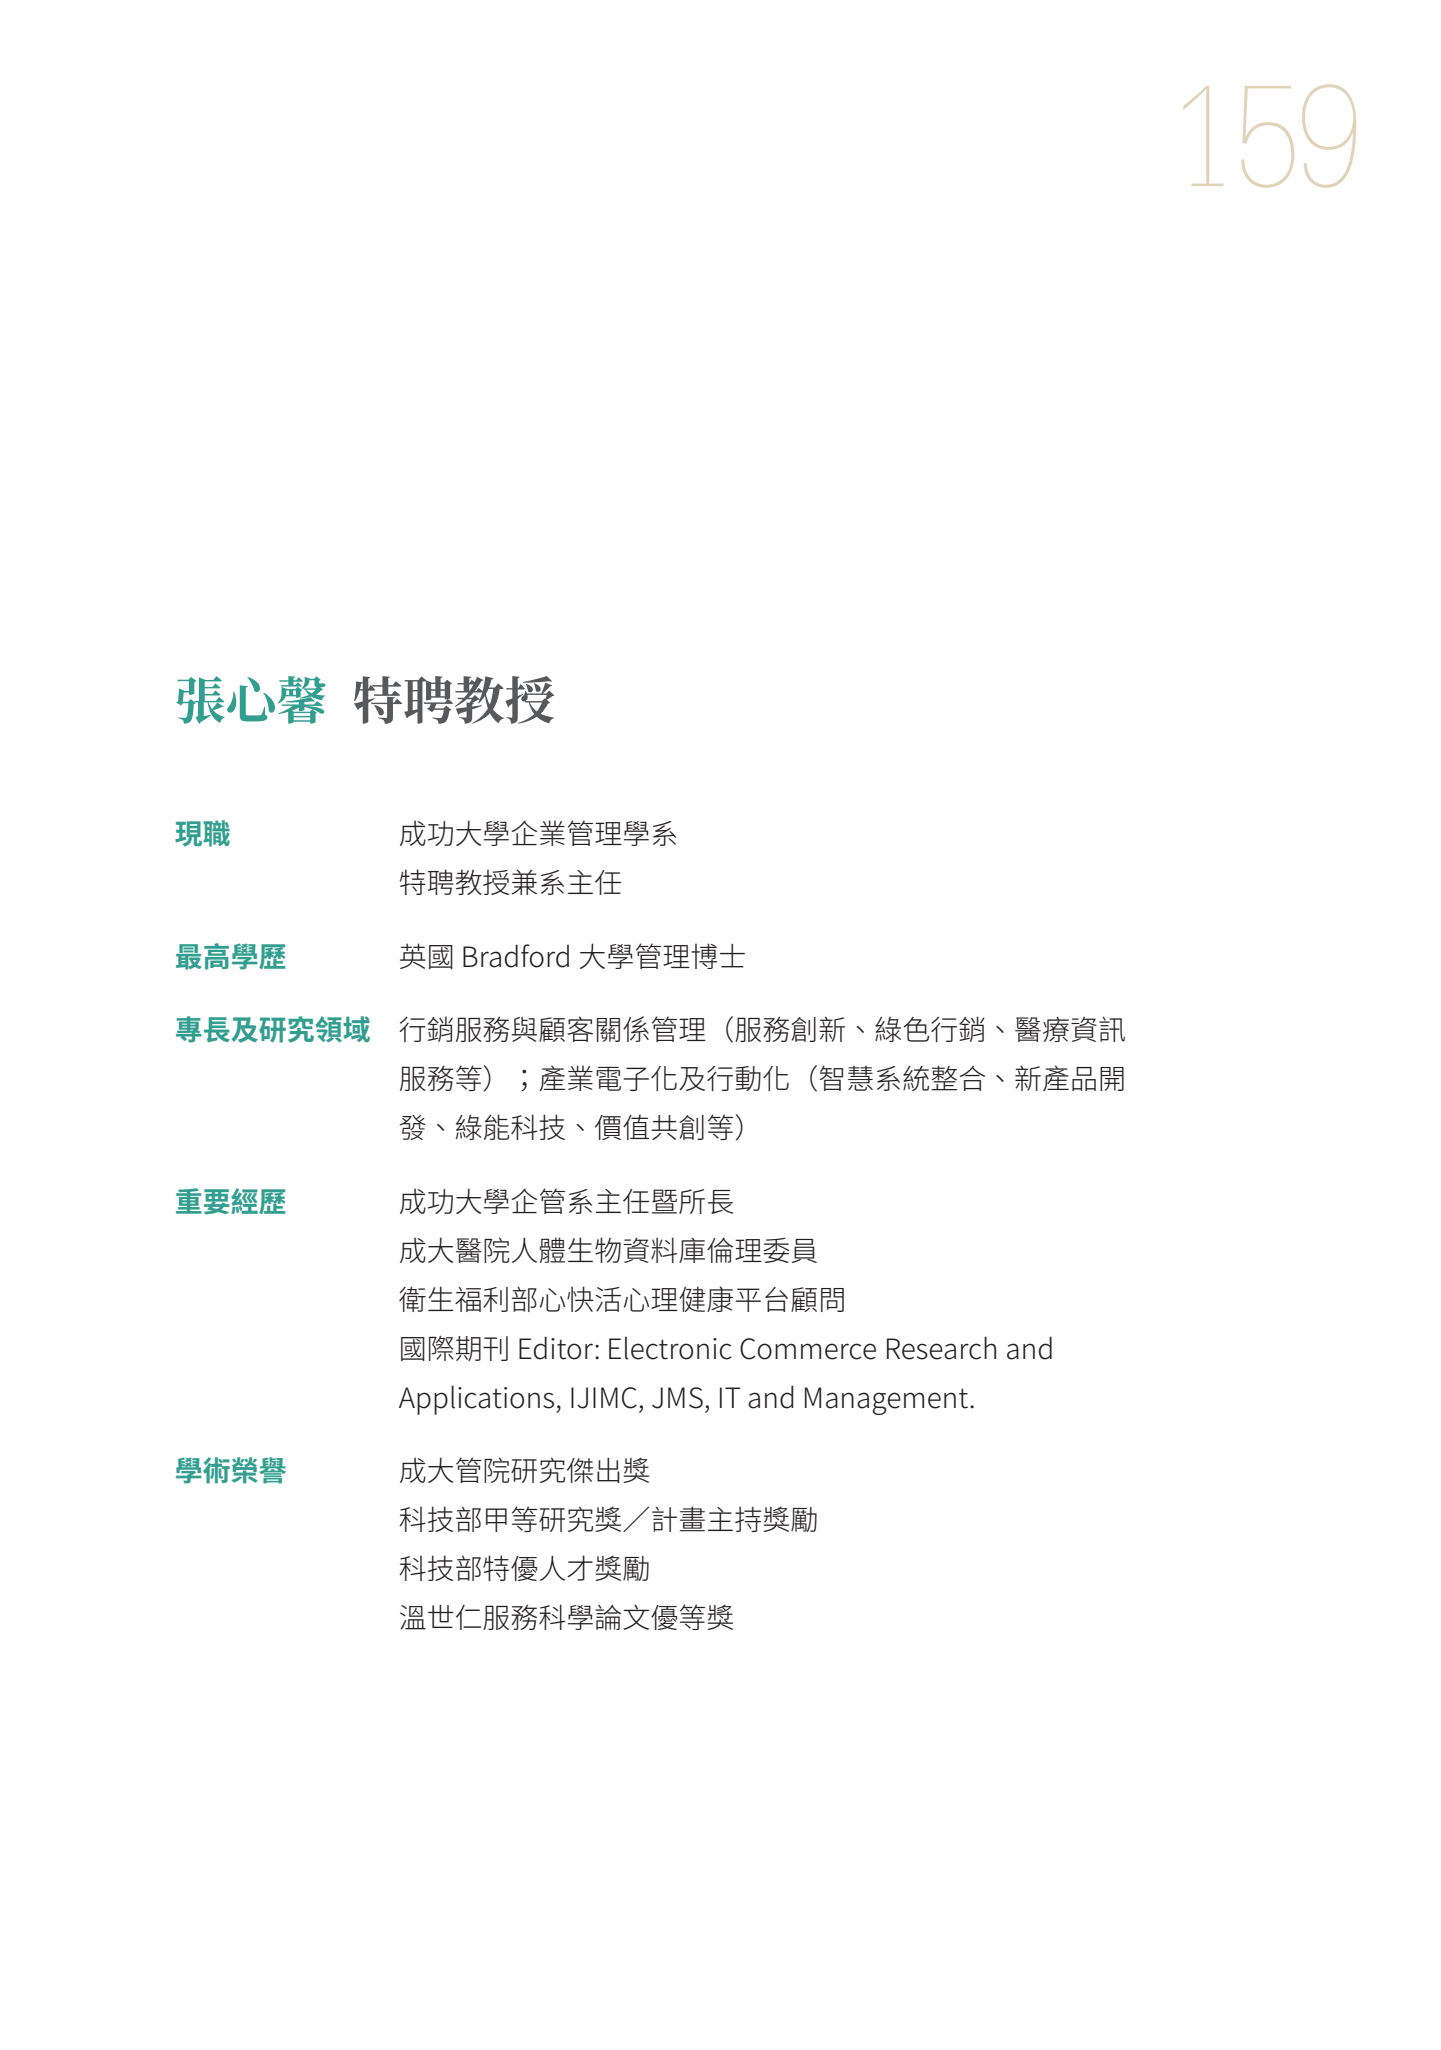 159
張心馨 特聘教授
現職 成功大學企業管理學系
特聘教授兼系主任
最高學歷 英國 Bradford 大學管理博士
專長及研究領域 行銷服務與顧客關係管理（服務創新、綠色行銷、醫療資訊
服務等）；產業電子化及行動化（智慧系統整合、新產品開
發、綠能科技、價值共創等）
重要經歷 成功大學企管系主任暨所長
成大醫院人體生物資料庫倫理委員
衛生福利部心快活心理健康平台顧問
國際期刊 Editor: Electronic Commerce Research and
Applications, IJIMC, JMS, IT and Management.
學術榮譽 成大管院研究傑出獎
科技部甲等研究獎／計畫主持獎勵
科技部特優人才獎勵
溫世仁服務科學論文優等獎